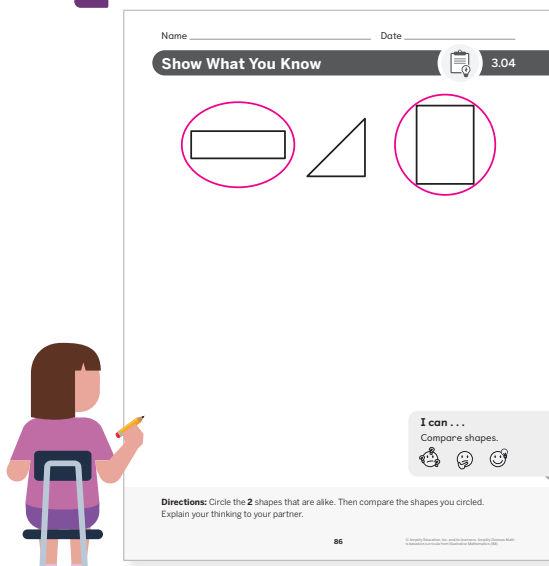 Name Date
Show What You Know 3.04
I can . . .
Compare shapes.
Directions: Circle the 2 shapes that are alike. Then compare the shapes you circled.
Explain your thinking to your partner.
86